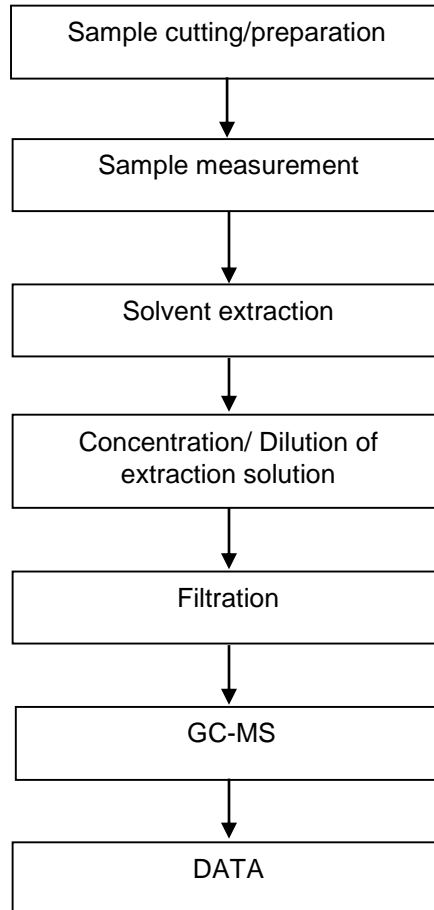 Sample cutting/preparation
Sample measurement
Solvent extraction
Concentration/ Dilution of
extraction solution
Filtration
GC-MS
DATA